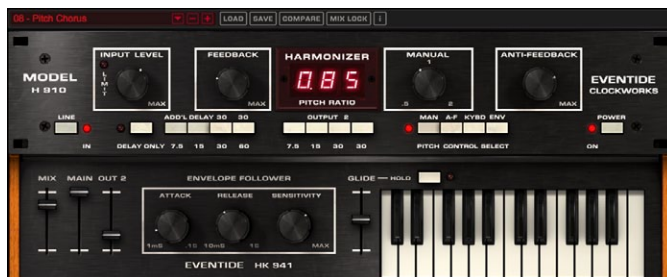 08 - Pitch Chorus
LOAD SAVE COMPARE MIX LOCK i
MODEL
H 910
INPUT LEVEL
LIMIT
MAX
FEEDBACK
MAX
HARMONIZER
0.85
PITCH RATIO
MANUAL
1
.5 2
ANTI-FEEDBACK
MAX
EVENTIDE
CLOCKWORKS
LINE
IN
DELAY ONLY
ADD'L DELAY 30 30
7.5 15 30 60
OUTPUT 2
7.5 15 30 30
MAN A-F KYBD ENV
PITCH CONTROL SELECT
POWER
ON
MIX MAIN OUT 2
ENVELOPE FOLLOWER
ATTACK RELEASE SENSITIVITY
1mS .1S 10mS 1S MAX
EVENTIDE HK 941
GLIDE HOLD